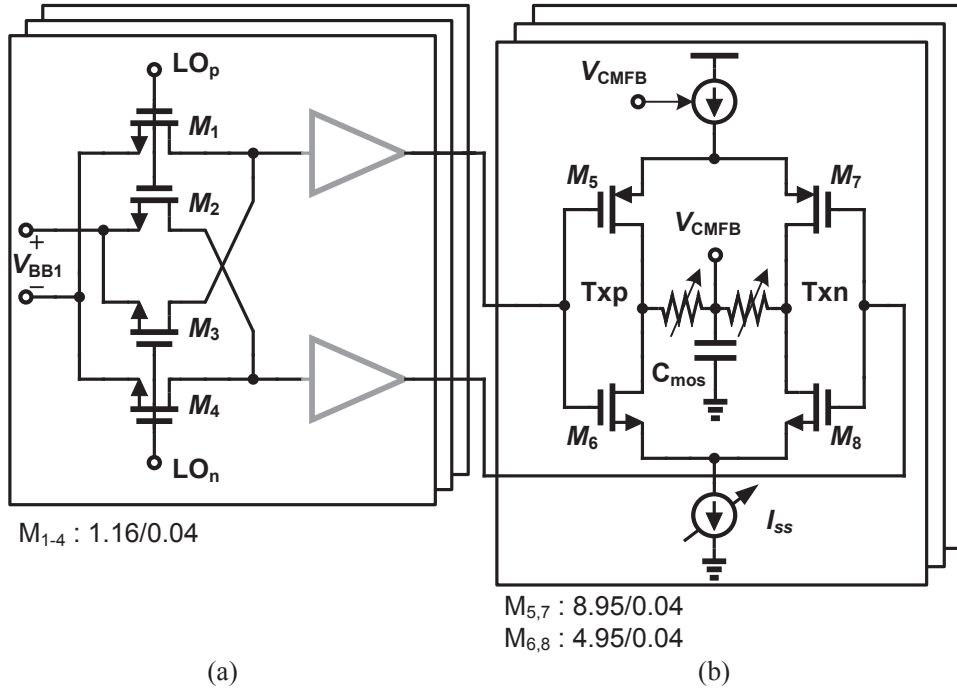 LOp
M1
M2
+
VBB1
−
M3
M4
LOn
M1-4 : 1.16/0.04
(a)
VCMFB
M5
M7
VCMFB
Txp
Txn
Cmos
M6
M8
Iss
M5,7 : 8.95/0.04
M6,8 : 4.95/0.04
(b)